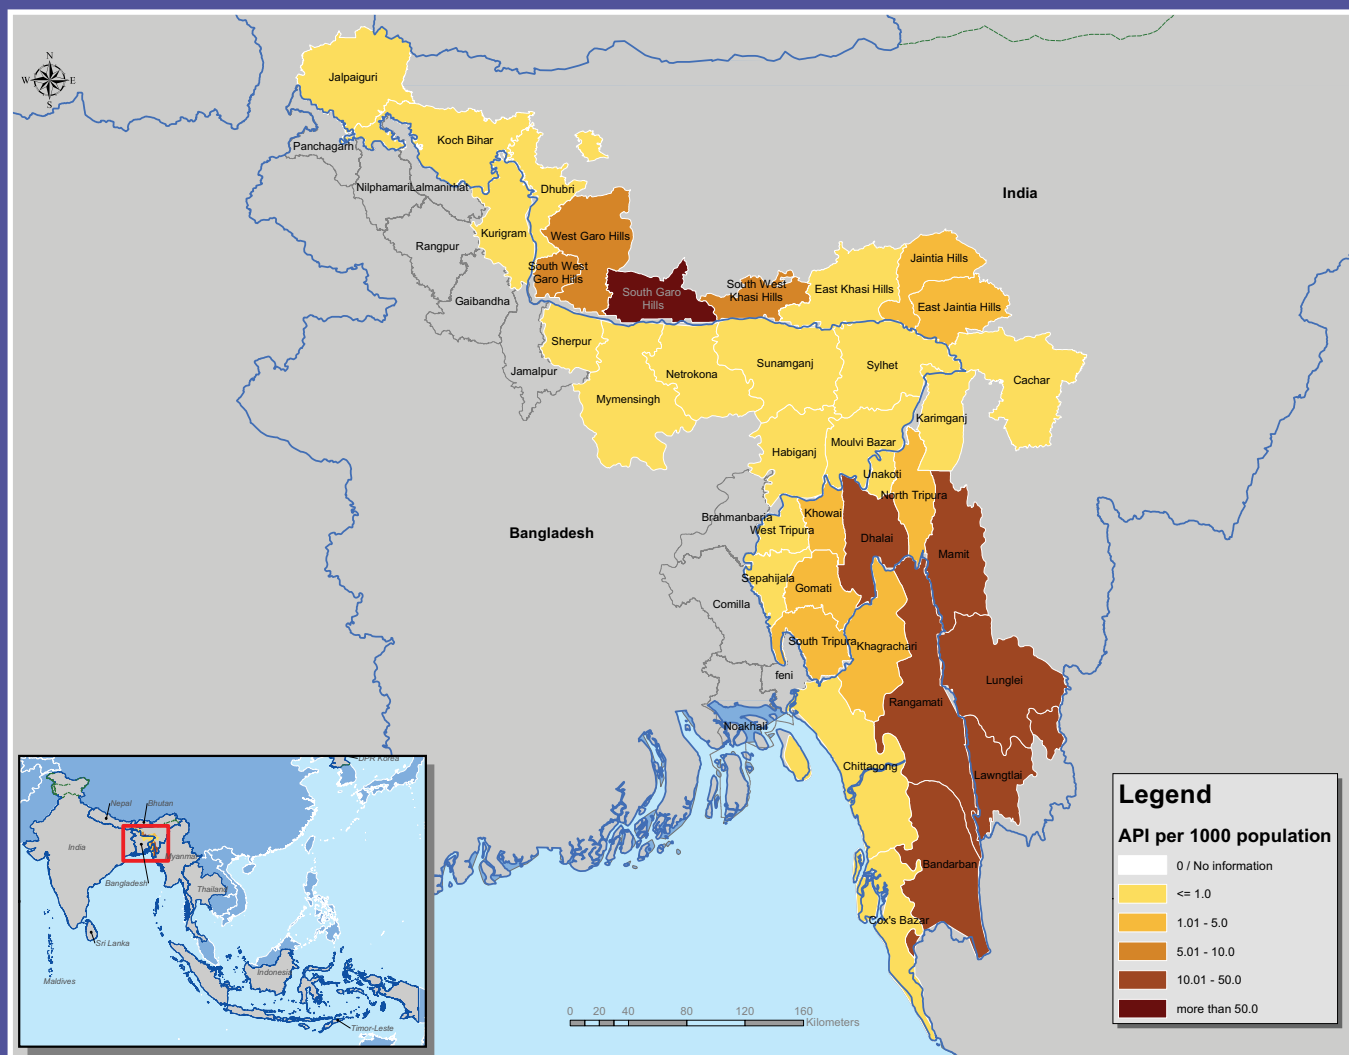 N
W
E
S
Jalpaiguri
Koch Bihar
Panchagarh
Nilphamari
Lalmanirhat
Dhubri
India
Kurigram
West Garo Hills
Rangpur
Jaintia Hills
South West
Garo Hills
South Garo
Hills
South West
Khasi Hills
East Khasi Hills
East Jaintia Hills
Gaibandha
Sherpur
Jamalpur
Netrokona
Sunamganj
Sylhet
Cachar
Mymensingh
Karimganj
Habiganj
Moulvi Bazar
Unakoti
North Tripura
Brahmanbaria
Khowai
West Tripura
Bangladesh
Dhalai
Mamit
Sepahijala
Gomati
Comilla
South Tripura
Khagrachari
feni
Lunglei
Rangamati
Noakhali
Chittagong
Lawngtlai
Bandarban
Cox's Bazar
DPR Korea
Nepal
Bhutan
India
Myanmar
Bangladesh
Thailand
Sri Lanka
Maldives
Indonesia
Timor-Leste
0 20 40 80 120 160
Kilometers
Legend
API per 1000 population
0 / No information
<= 1.0
1.01 - 5.0
5.01 - 10.0
10.01 - 50.0
more than 50.0